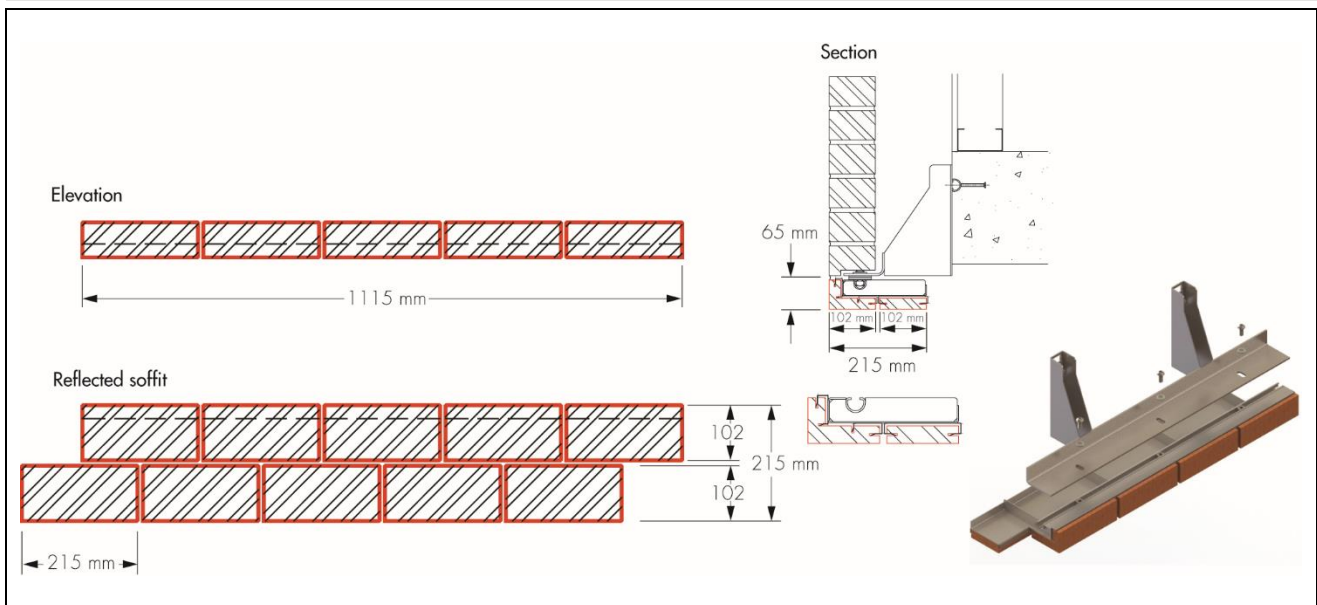 Section
Elevation
65 mm
1115 mm
102 mm 102 mm
215 mm
Reflected soffit
102
215 mm
102
215 mm